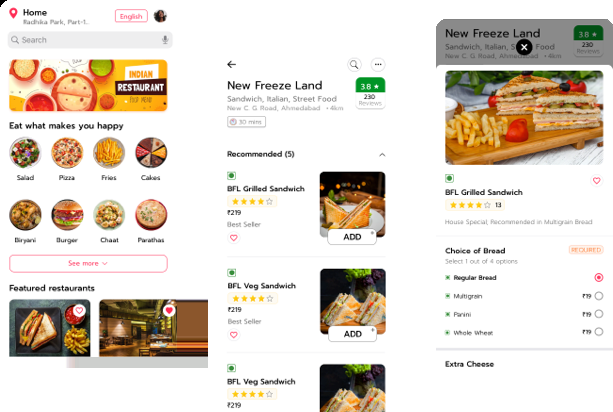 Home
Radhika Park, Part-1..
English
Search
INDIAN
RESTAURANT
Eat what makes you happy
Salad
Pizza
Fries
Cakes
Biryani
Burger
Chaat
Parathas
See more
Featured restaurants
New Freeze Land
3.8 ★
Sandwich, Italian, Street Food
230
Reviews
New C. G. Road, Ahmedabad • 4km
30 mins
Recommended (5)
BFL Grilled Sandwich
₹219
Best Seller
ADD +
BFL Veg Sandwich
₹219
Best Seller
ADD +
BFL Veg Sandwich
₹219
New Freeze Land
3.8 ★
Sandwich, Italian, Street Food
230
Reviews
New C. G. Road, Ahmedabad • 4km
BFL Grilled Sandwich
13
House Special; Recommended in Multigrain Bread
Choice of Bread
REQUIRED
Select 1 out of 4 options
Regular Bread
Multigrain ₹19
Panini ₹19
Whole Wheat ₹19
Extra Cheese